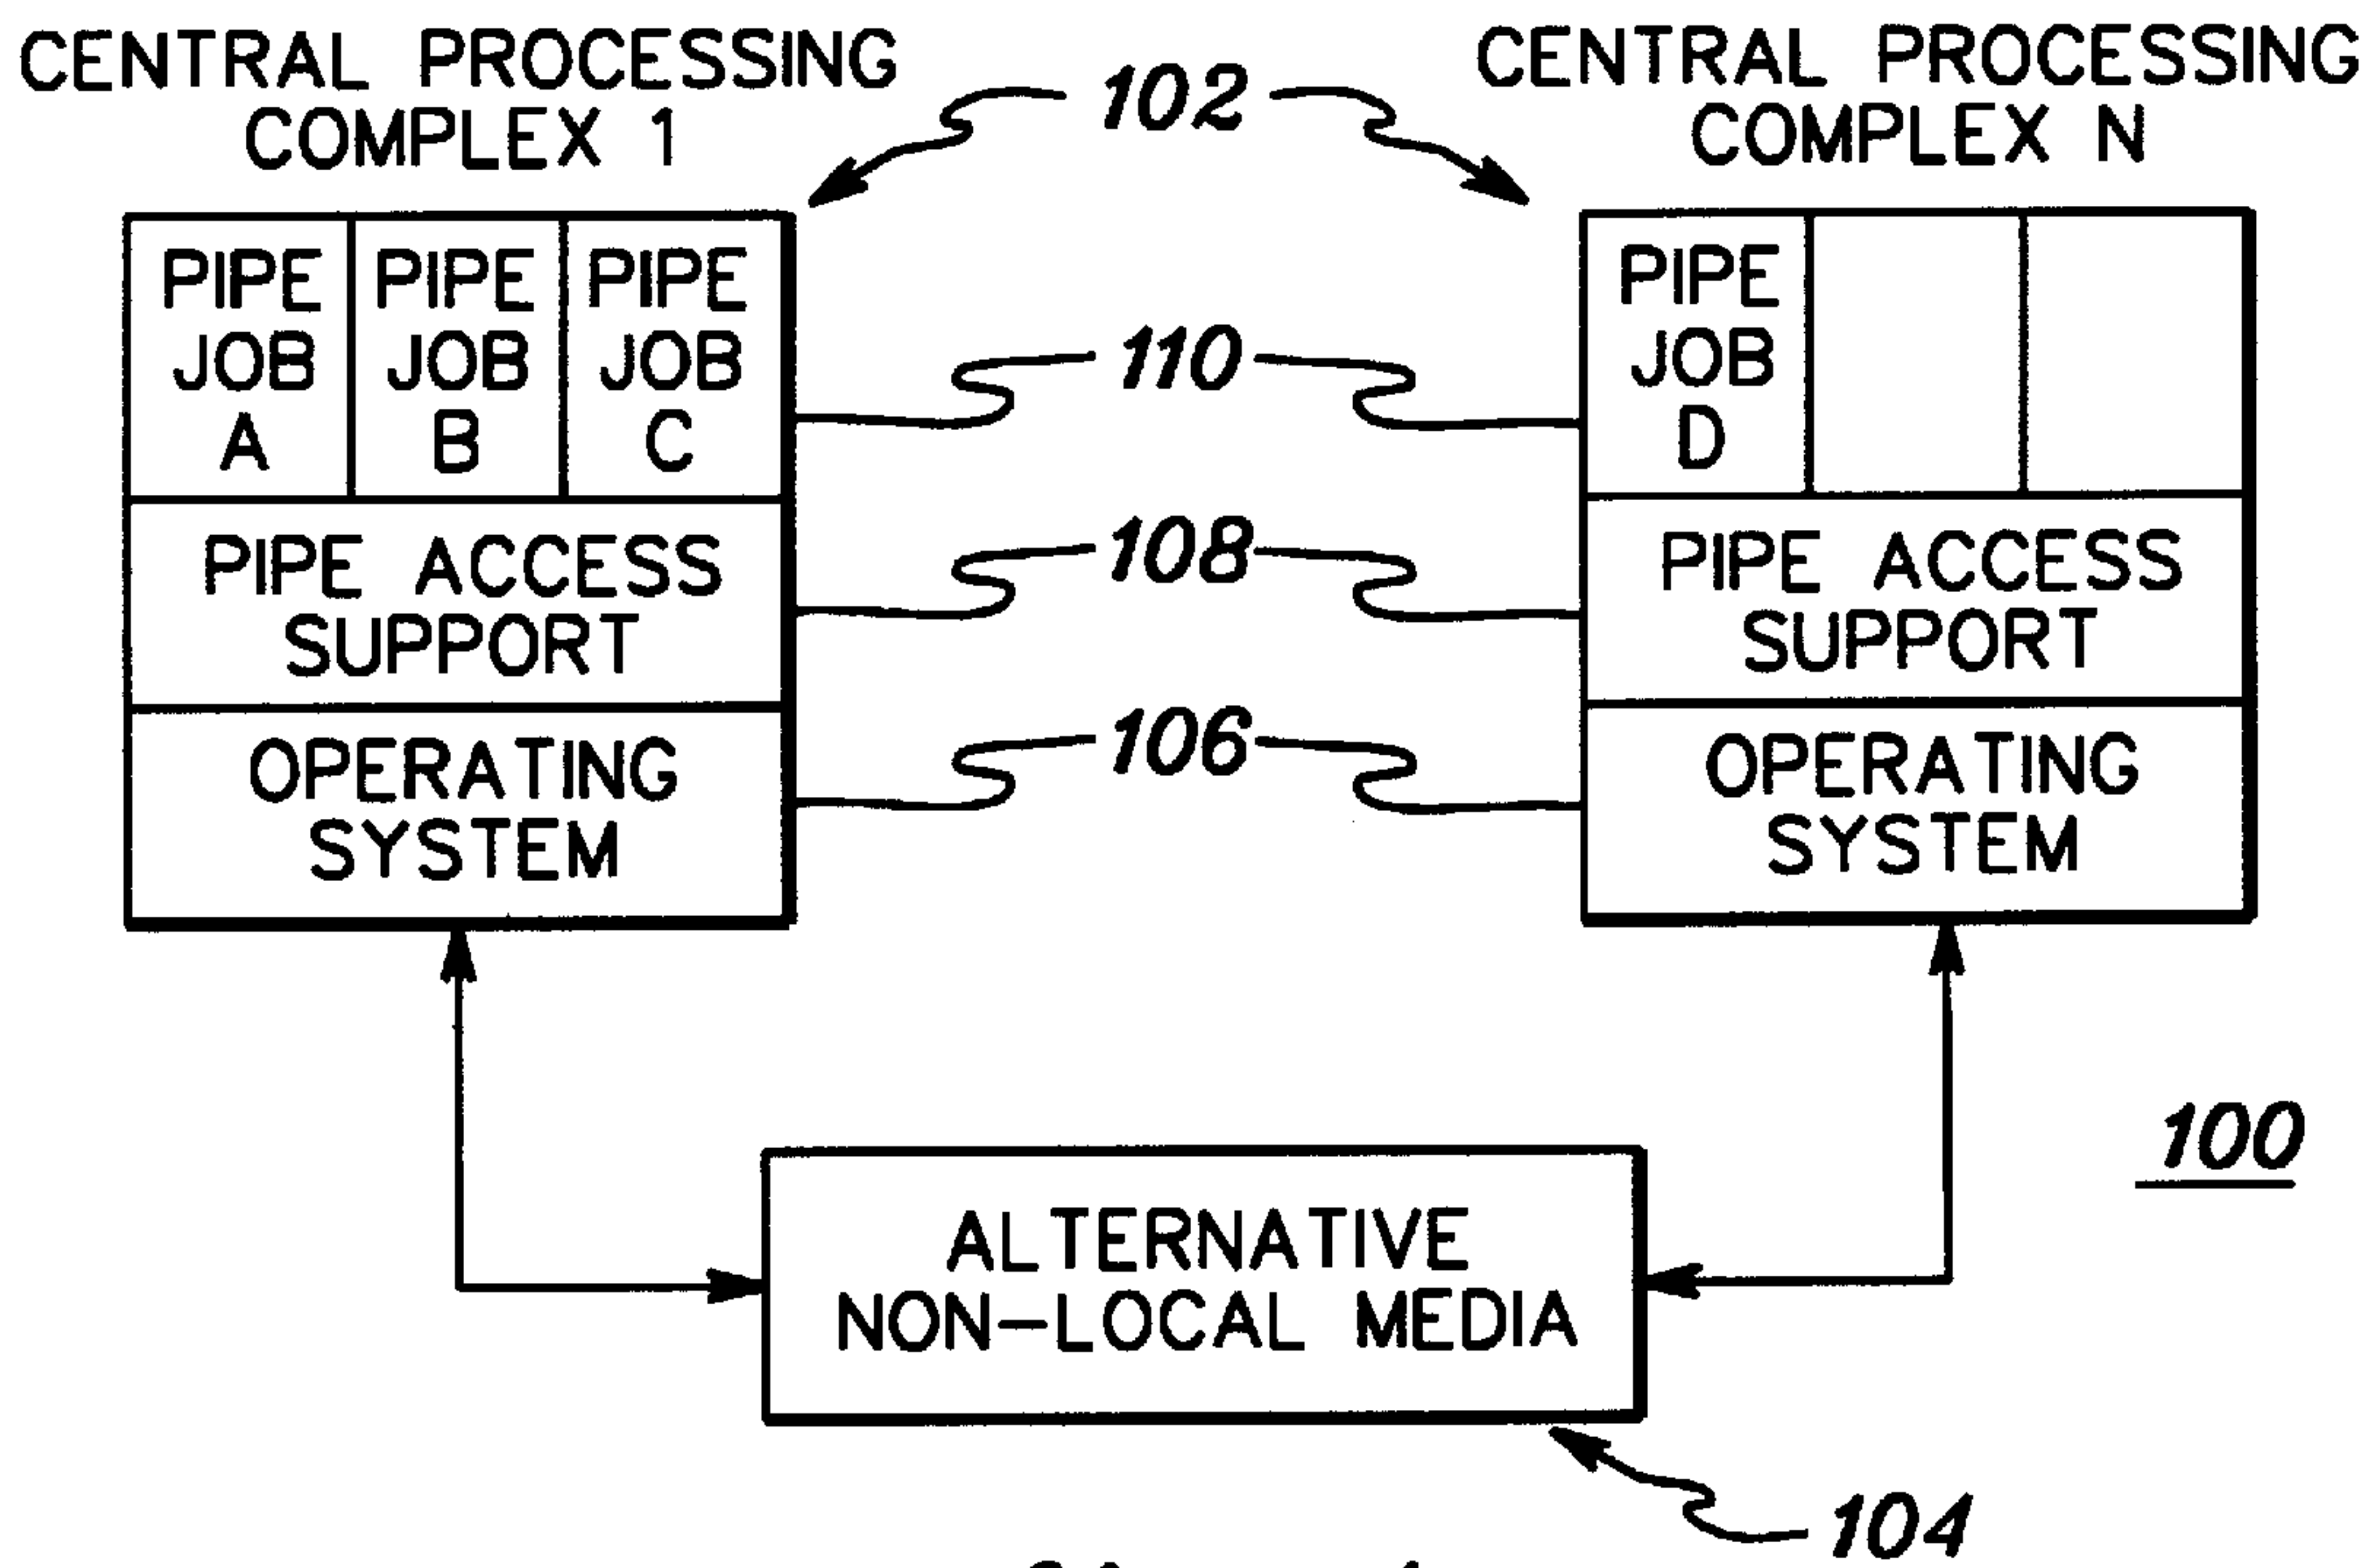 CENTRAL PROCESSING
COMPLEX 1
102
CENTRAL PROCESSING
COMPLEX N
PIPE
JOB
A
PIPE
JOB
B
PIPE
JOB
C
110
PIPE
JOB
D
PIPE ACCESS
SUPPORT
108
PIPE ACCESS
SUPPORT
OPERATING
SYSTEM
106
OPERATING
SYSTEM
100
ALTERNATIVE
NON-LOCAL MEDIA
104